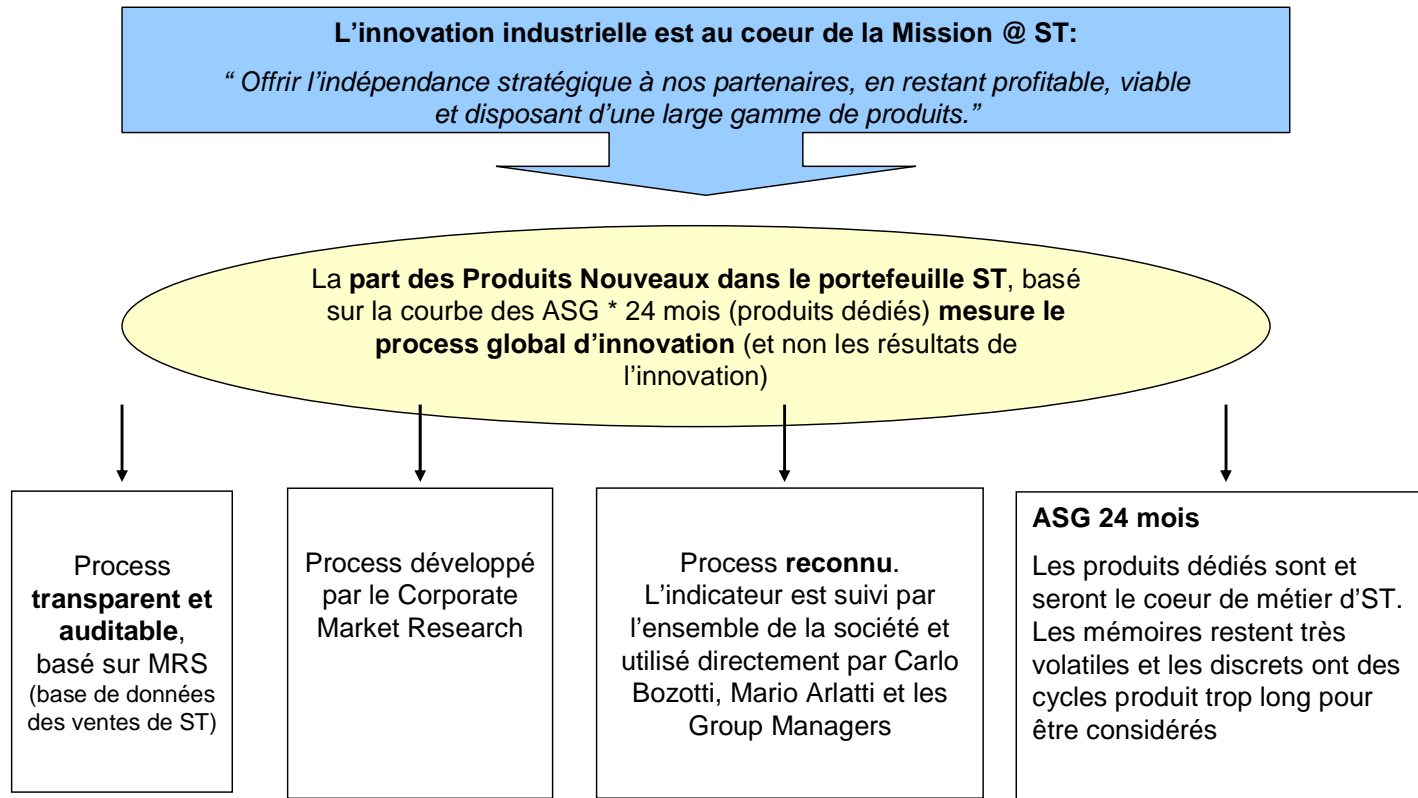 L’innovation industrielle est au coeur de la Mission @ ST:
“ Offrir l’indépendance stratégique à nos partenaires, en restant profitable, viable
et disposant d’une large gamme de produits.”
La part des Produits Nouveaux dans le portefeuille ST, basé
sur la courbe des ASG * 24 mois (produits dédiés) mesure le
process global d’innovation (et non les résultats de
l’innovation)
Process
transparent et
auditable,
basé sur MRS
(base de données
des ventes de ST)
Process développé
par le Corporate
Market Research
Process reconnu.
L’indicateur est suivi par
l’ensemble de la société et
utilisé directement par Carlo
Bozotti, Mario Arlatti et les
Group Managers
ASG 24 mois
Les produits dédiés sont et
seront le coeur de métier d’ST.
Les mémoires restent très
volatiles et les discrets ont des
cycles produit trop long pour
être considérés